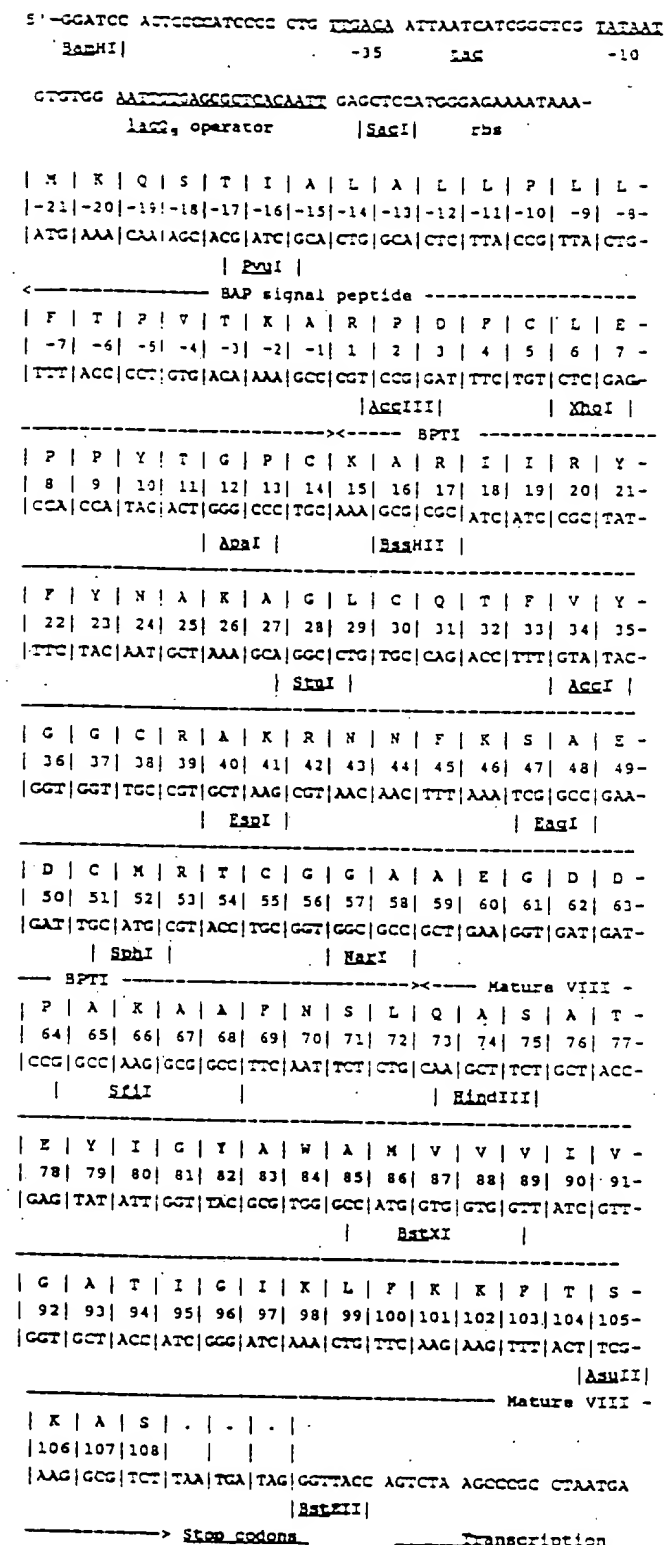 5'-GGATCC ACTCCCCATCCCC CTG TTGACA ATTAATCATCGGCTCG TATAAT
BamHI| -35 tac -10
GTGTGG AATTGTGAGCGCTCACAATT GAGCTCCATGGGAGAAAATAAA-
operator |SacI| rbs
| M | K | Q | S | T | I | A | L | A | L | L | P | L | L -
|-21|-20|-19|-18|-17|-16|-15|-14|-13|-12|-11|-10| -9| -8-
|ATG|AAA|CAA|AGC|ACG|ATC|GCA|CTG|GCA|CTC|TTA|CCG|TTA|CTG-
| PvuI |
<---------- BAP signal peptide ------------------
| F | T | P | V | T | K | A | R | P | D | F | C | L | E -
| -7| -6| -5| -4| -3| -2| -1| 1 | 2 | 3 | 4 | 5 | 6 | 7 -
|TTT|ACC|CCT|GTG|ACA|AAA|GCC|CGT|CCG|GAT|TTC|TGT|CTC|GAG-
|AccIII| | XhoI |
---------------------------><----- BPTI ---------------
| P | P | Y | T | G | P | C | K | A | R | I | I | R | Y -
| 8 | 9 | 10| 11| 12| 13| 14| 15| 16| 17| 18| 19| 20| 21-
|CCA|CCA|TAC|ACT|GGG|CCC|TGC|AAA|GCG|CGC|ATC|ATC|CGC|TAT-
| ApaI | |BssHII |
| F | Y | N | A | K | A | G | L | C | Q | T | F | V | Y -
| 22| 23| 24| 25| 26| 27| 28| 29| 30| 31| 32| 33| 34| 35-
|TTC|TAC|AAT|GCT|AAA|GCA|GGC|CTG|TGC|CAG|ACC|TTT|GTA|TAC-
| StuI | | AccI |
| G | G | C | R | A | K | R | N | N | F | K | S | A | E -
| 36| 37| 38| 39| 40| 41| 42| 43| 44| 45| 46| 47| 48| 49-
|GGT|GGT|TGC|CGT|GCT|AAG|CGT|AAC|AAC|TTT|AAA|TCG|GCC|GAA-
| EspI | | EagI |
| D | C | M | R | T | C | G | G | A | A | E | G | D | D -
| 50| 51| 52| 53| 54| 55| 56| 57| 58| 59| 60| 61| 62| 63-
|GAT|TGC|ATG|CGT|ACC|TGC|GGT|GGC|GCC|GCT|GAA|GGT|GAT|GAT-
| SphI | | NarI |
--- BPTI ----------------------><---- Mature VIII -
| P | A | K | A | A | F | N | S | L | Q | A | S | A | T -
| 64| 65| 66| 67| 68| 69| 70| 71| 72| 73| 74| 75| 76| 77-
|CCG|GCC|AAG|GCG|GCC|TTC|AAT|TCT|CTG|CAA|GCT|TCT|GCT|ACC-
| SfiI | |HindIII|
| E | Y | I | G | Y | A | W | A | M | V | V | V | I | V -
| 78| 79| 80| 81| 82| 83| 84| 85| 86| 87| 88| 89| 90| 91-
|GAG|TAT|ATT|GGT|TAC|GCG|TGG|GCC|ATG|GTG|GTG|GTT|ATC|GTT-
| BstXI |
| G | A | T | I | G | I | K | L | F | K | K | F | T | S -
| 92| 93| 94| 95| 96| 97| 98| 99|100|101|102|103|104|105-
|GGT|GCT|ACC|ATC|GGG|ATC|AAA|CTG|TTC|AAG|AAG|TTT|ACT|TCG-
|AsuII|
Mature VIII -
| K | A | S | . | . | . |
|106|107|108| | | |
|AAG|GCG|TCT|TAA|TGA|TAG|GGTTACC AGTCTA AGCCCGC CTAATGA
|BstEII|
-----------> Stop codons Transcription